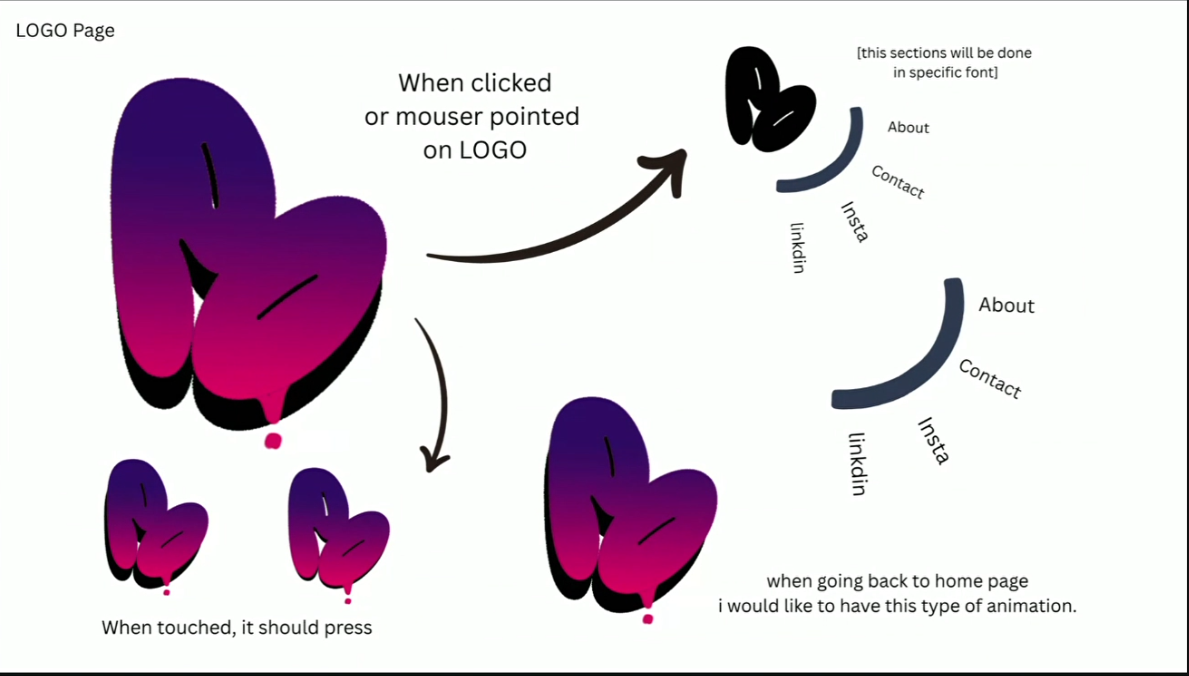 LOGO Page
When clicked
or mouser pointed
on LOGO
[this sections will be done
in specific font]
About
Contact
Insta
linkdin
About
Contact
Insta
linkdin
When touched, it should press
when going back to home page
i would like to have this type of animation.